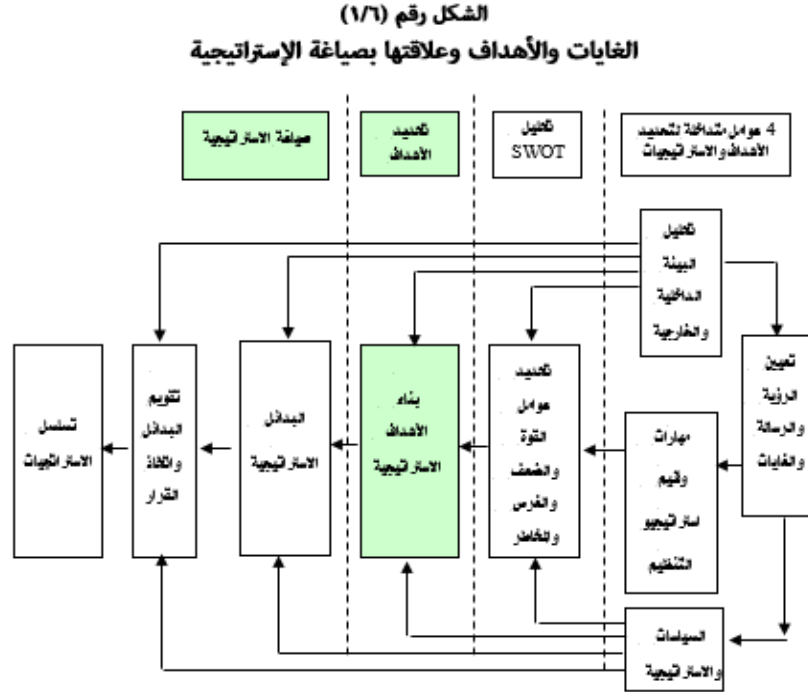 الشكل رقم (١/٦)
الغايات والأهداف وعلاقتها بصياغة الإستراتيجية
4 عوامل متداخلة لتحديد
الأهداف والاستراتيجيات
تحليل
SWOT
تحديد
الأهداف
صياغة الاستراتيجية
تحليل
البيئة
الداخلية
والخارجية
تعيين
الرؤية
والرسالة
والغايات
مهارات
وقيم
استراتيجيو
التنظيم
السياسات
والاستراتيجية
تحديد
عوامل
القوة
والضعف
والفرص
والمخاطر
بناء
الأهداف
الاستراتيجية
البدائل
الاستراتيجية
تقويم
البدائل
واتخاذ
القرار
تسلسل
الاستراتجيات